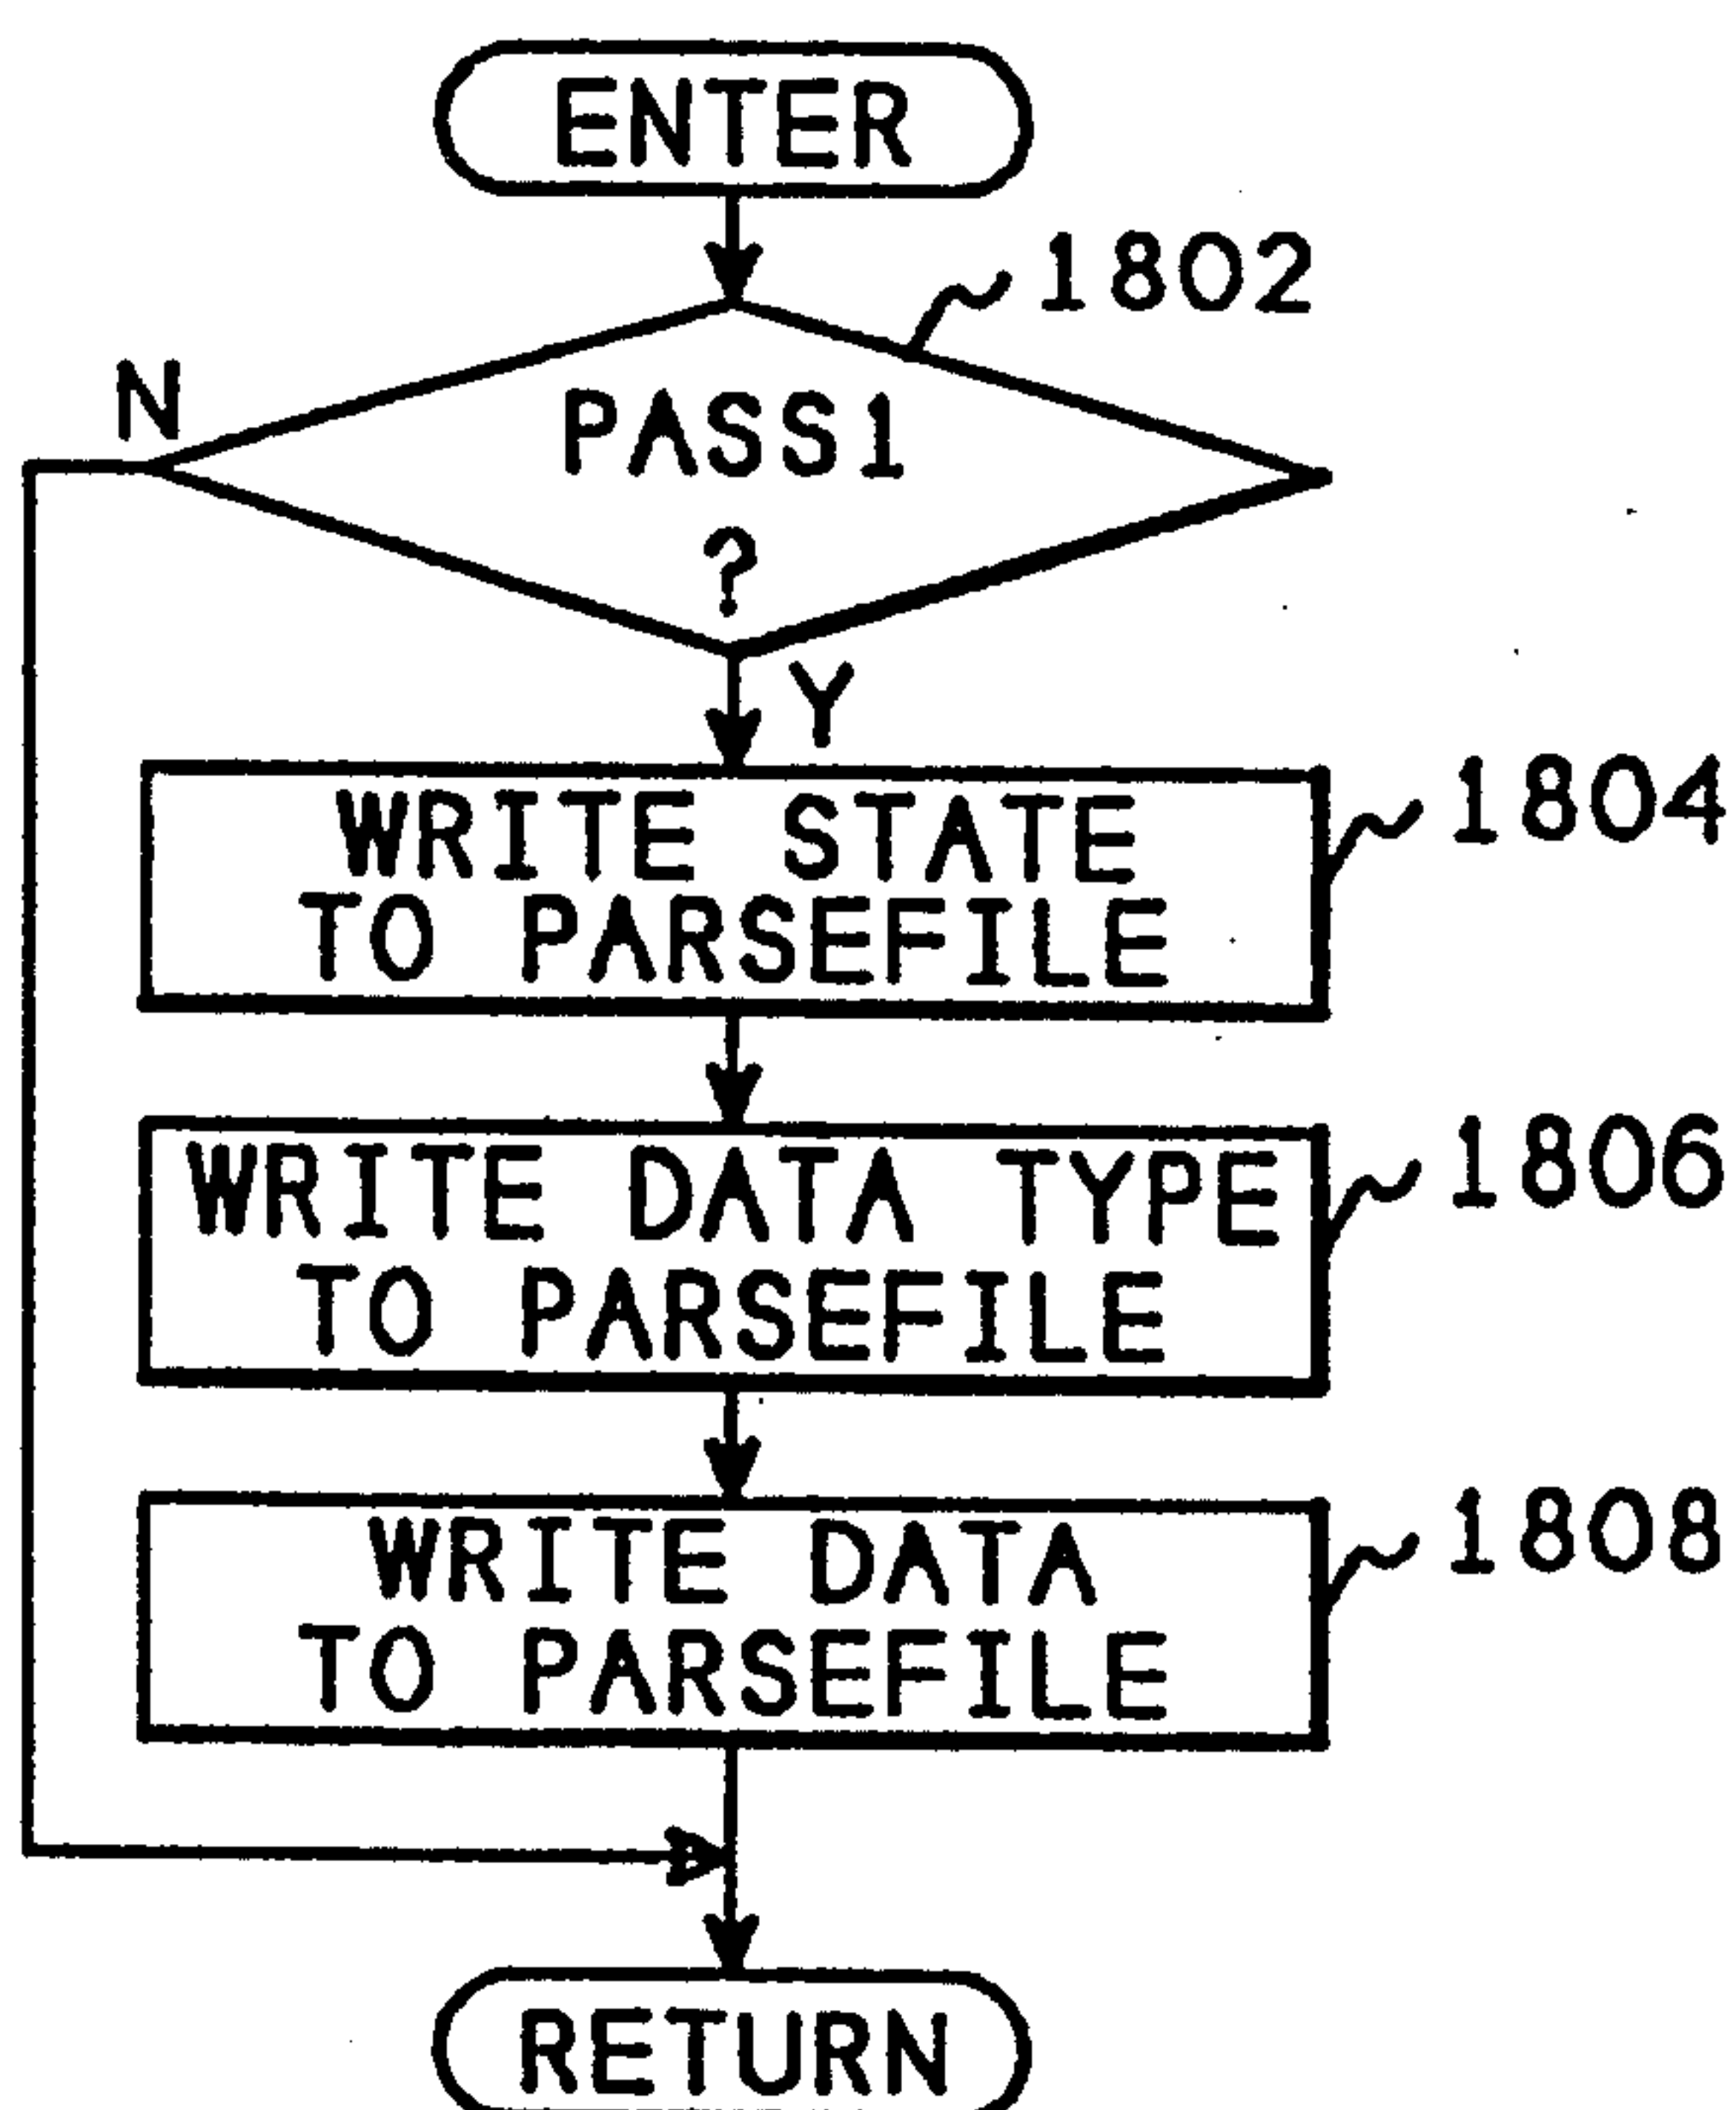 ENTER
1802
N
PASS1
?
Y
WRITE STATE
TO PARSEFILE
1804
WRITE DATA TYPE
TO PARSEFILE
1806
WRITE DATA
TO PARSEFILE
1808
RETURN